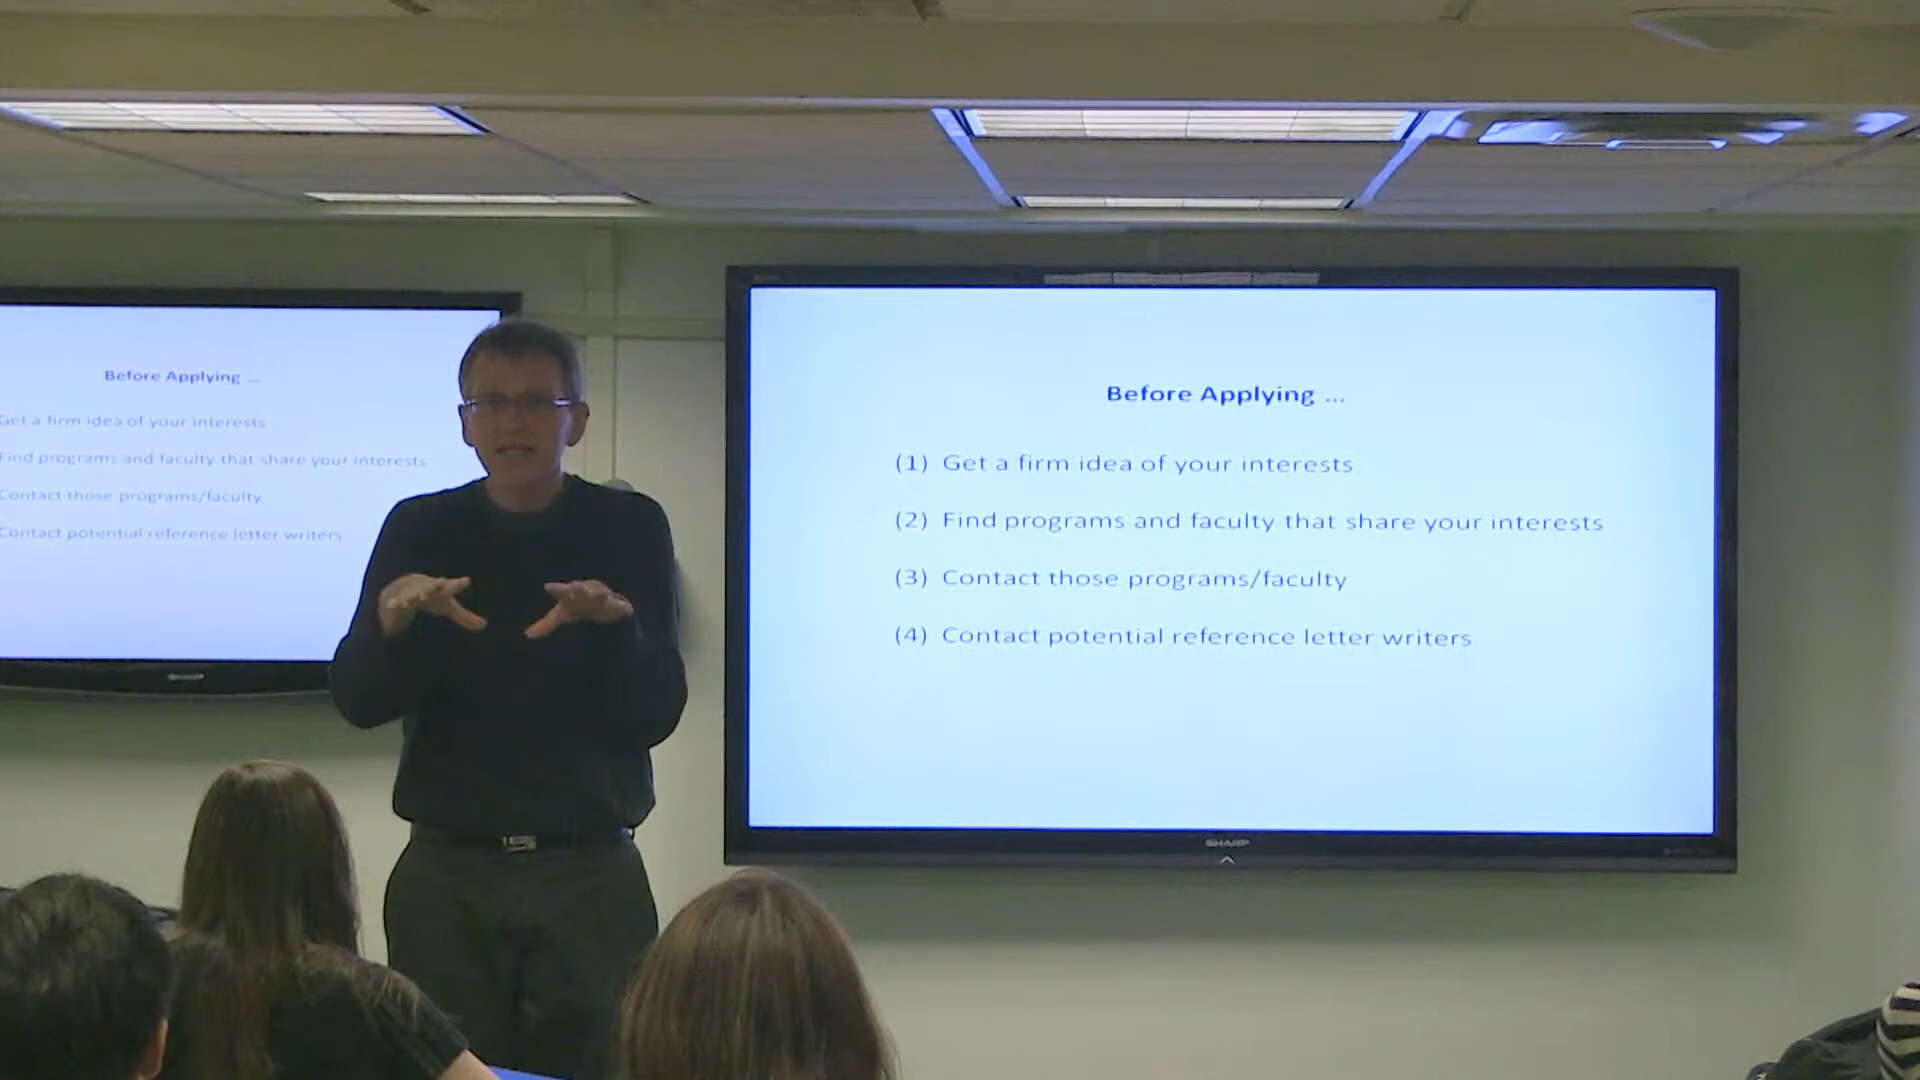 Before Applying ...
Get a firm idea of your interests
Find programs and faculty that share your interests
Contact those programs/faculty
Contact potential reference letter writers
SHARP
Before Applying ...
(1) Get a firm idea of your interests
(2) Find programs and faculty that share your interests
(3) Contact those programs/faculty
(4) Contact potential reference letter writers
SHARP